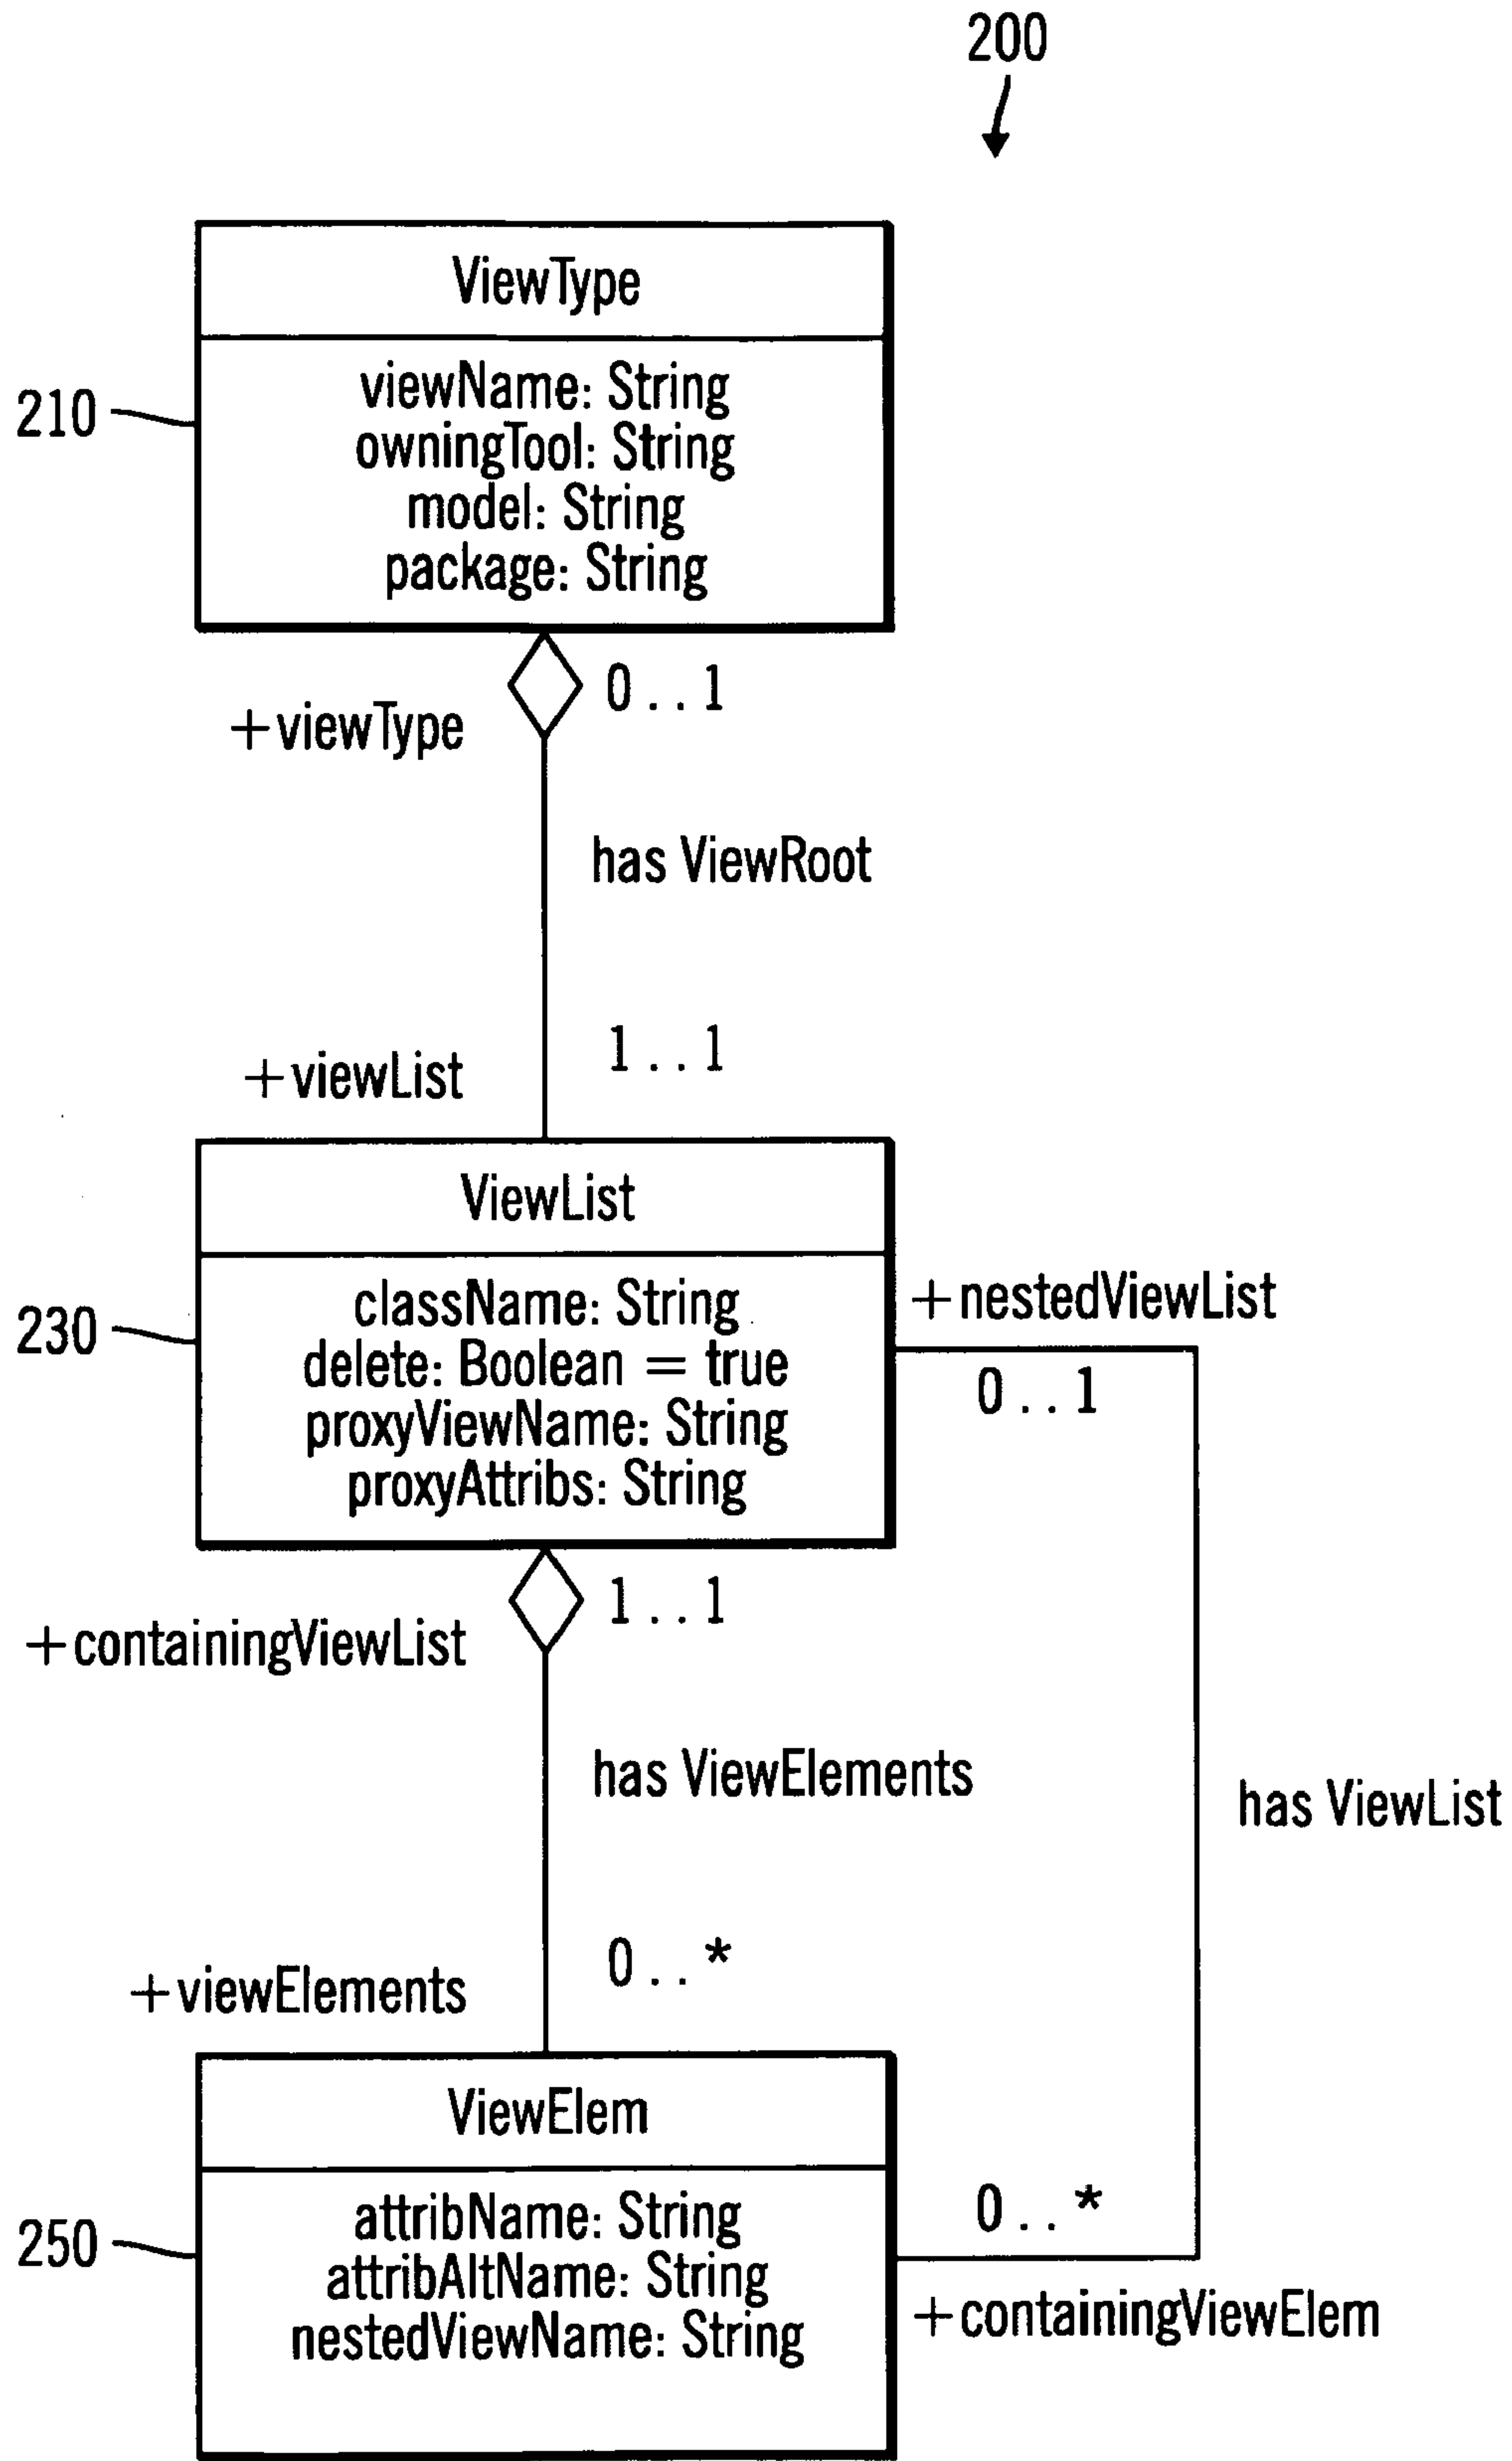 200
ViewType
210
viewName: String
owningTool: String
model: String
package: String
0..1
+viewType
has ViewRoot
1..1
+viewList
ViewList
230
className: String
delete: Boolean = true
proxyViewName: String
proxyAttribs: String
+nestedViewList
0..1
1..1
+containingViewList
has ViewElements
has ViewList
0..*
+viewElements
ViewElem
250
attribName: String
attribAltName: String
nestedViewName: String
0..*
+containingViewElem